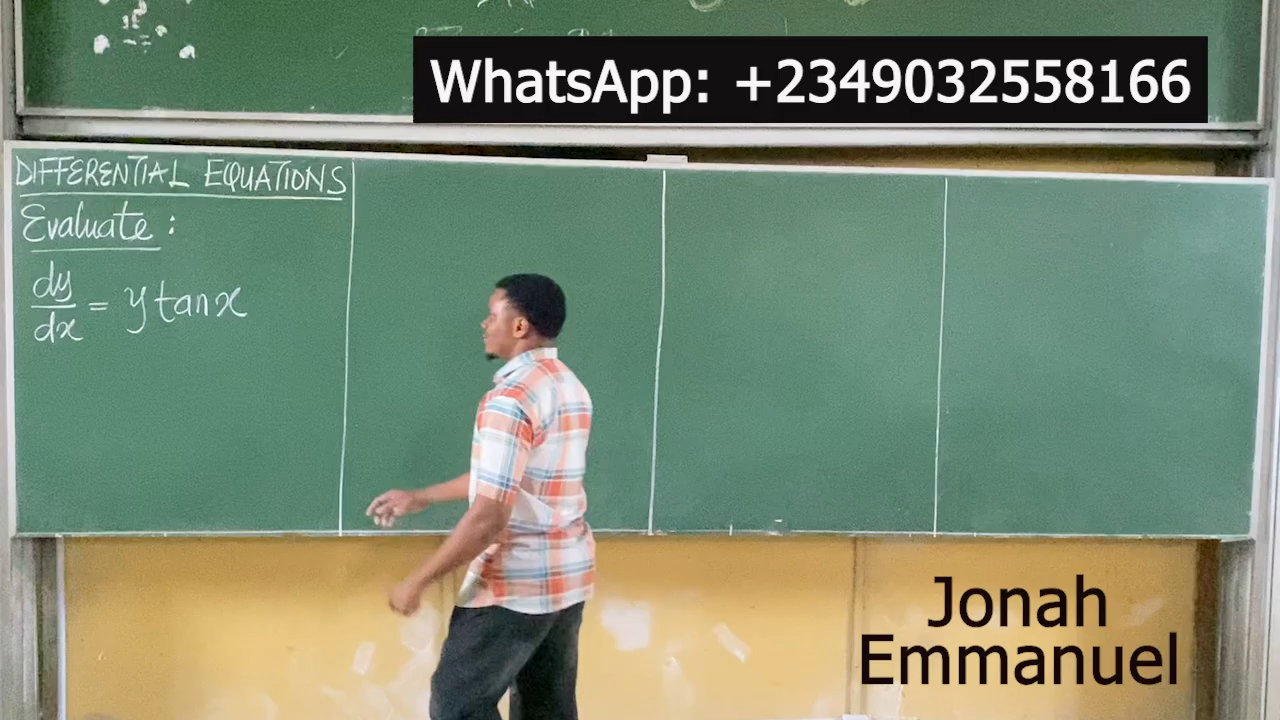 WhatsApp: +2349032558166
DIFFERENTIAL EQUATIONS
Evaluate:
dy/dx = y tan x
Jonah
Emmanuel